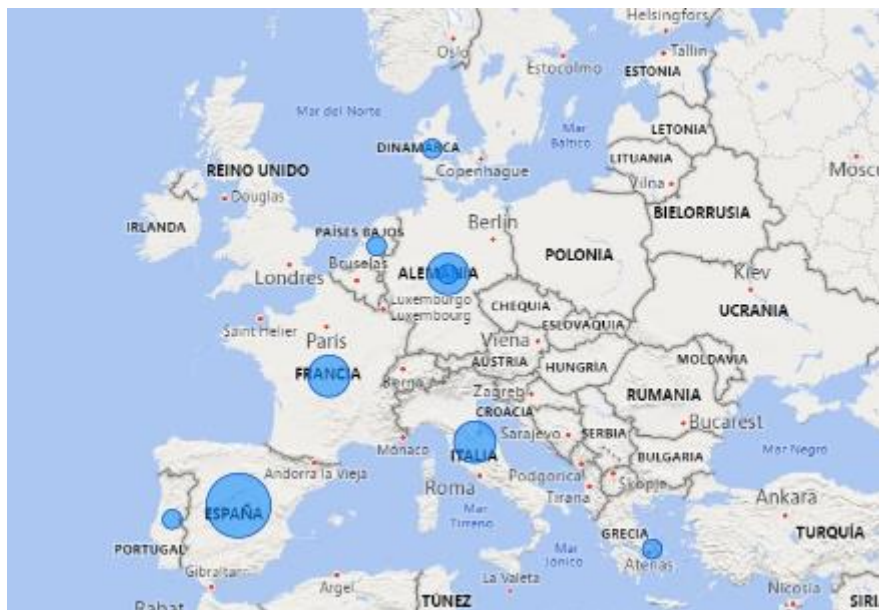 Helsingfors
Oslo
Tallin
Estocolmo
ESTONIA
Mar del Norte
Mar
Báltico
LETONIA
DINAMARCA
Copenhague
LITUANIA
Vilna
Moscú
REINO UNIDO
Douglas
IRLANDA
BIELORRUSIA
PAÍSES BAJOS
Berlín
POLONIA
Londres
Bruselas
ALEMANIA
Kiev
UCRANIA
Luxemburgo
Luxembourg
CHEQUIA
ESLOVAQUIA
Saint Helier
París
Viena
AUSTRIA
HUNGRÍA
MOLDAVIA
FRANCIA
Berna
Zagreb
RUMANIA
CROACIA
Bucarest
Sarajevo
SERBIA
Mónaco
ITALIA
BULGARIA
Mar Negro
Andorra la Vieja
Podgorica
Skopje
Roma
Tirana
Ankara
Mar
Tirreno
ESPAÑA
GRECIA
TURQUÍA
PORTUGAL
Mar
Jónico
Atenas
Gibraltar
Argel
La Valeta
Nicosia
Rabat
TÚNEZ
SIRI